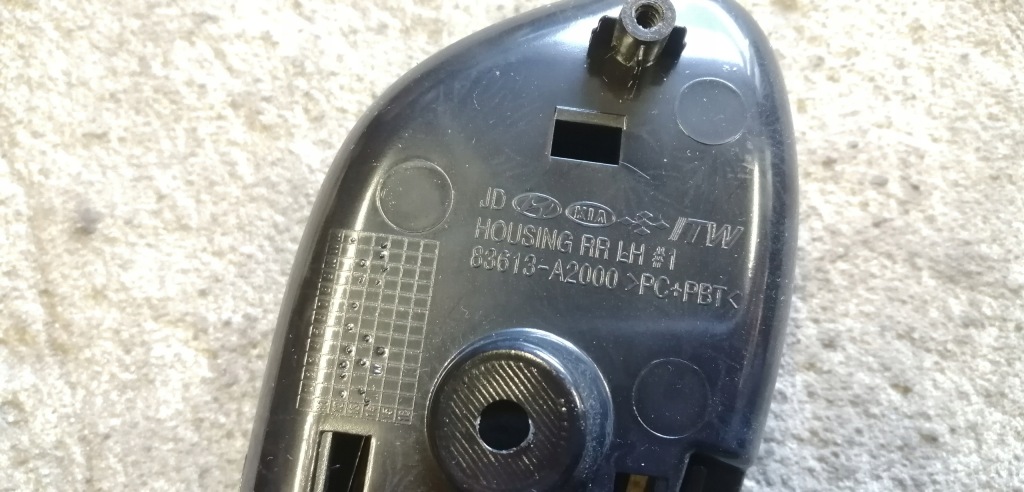 JD KIA ITW
HOUSING RR LH #1
83613-A2000 >PC+PBT<